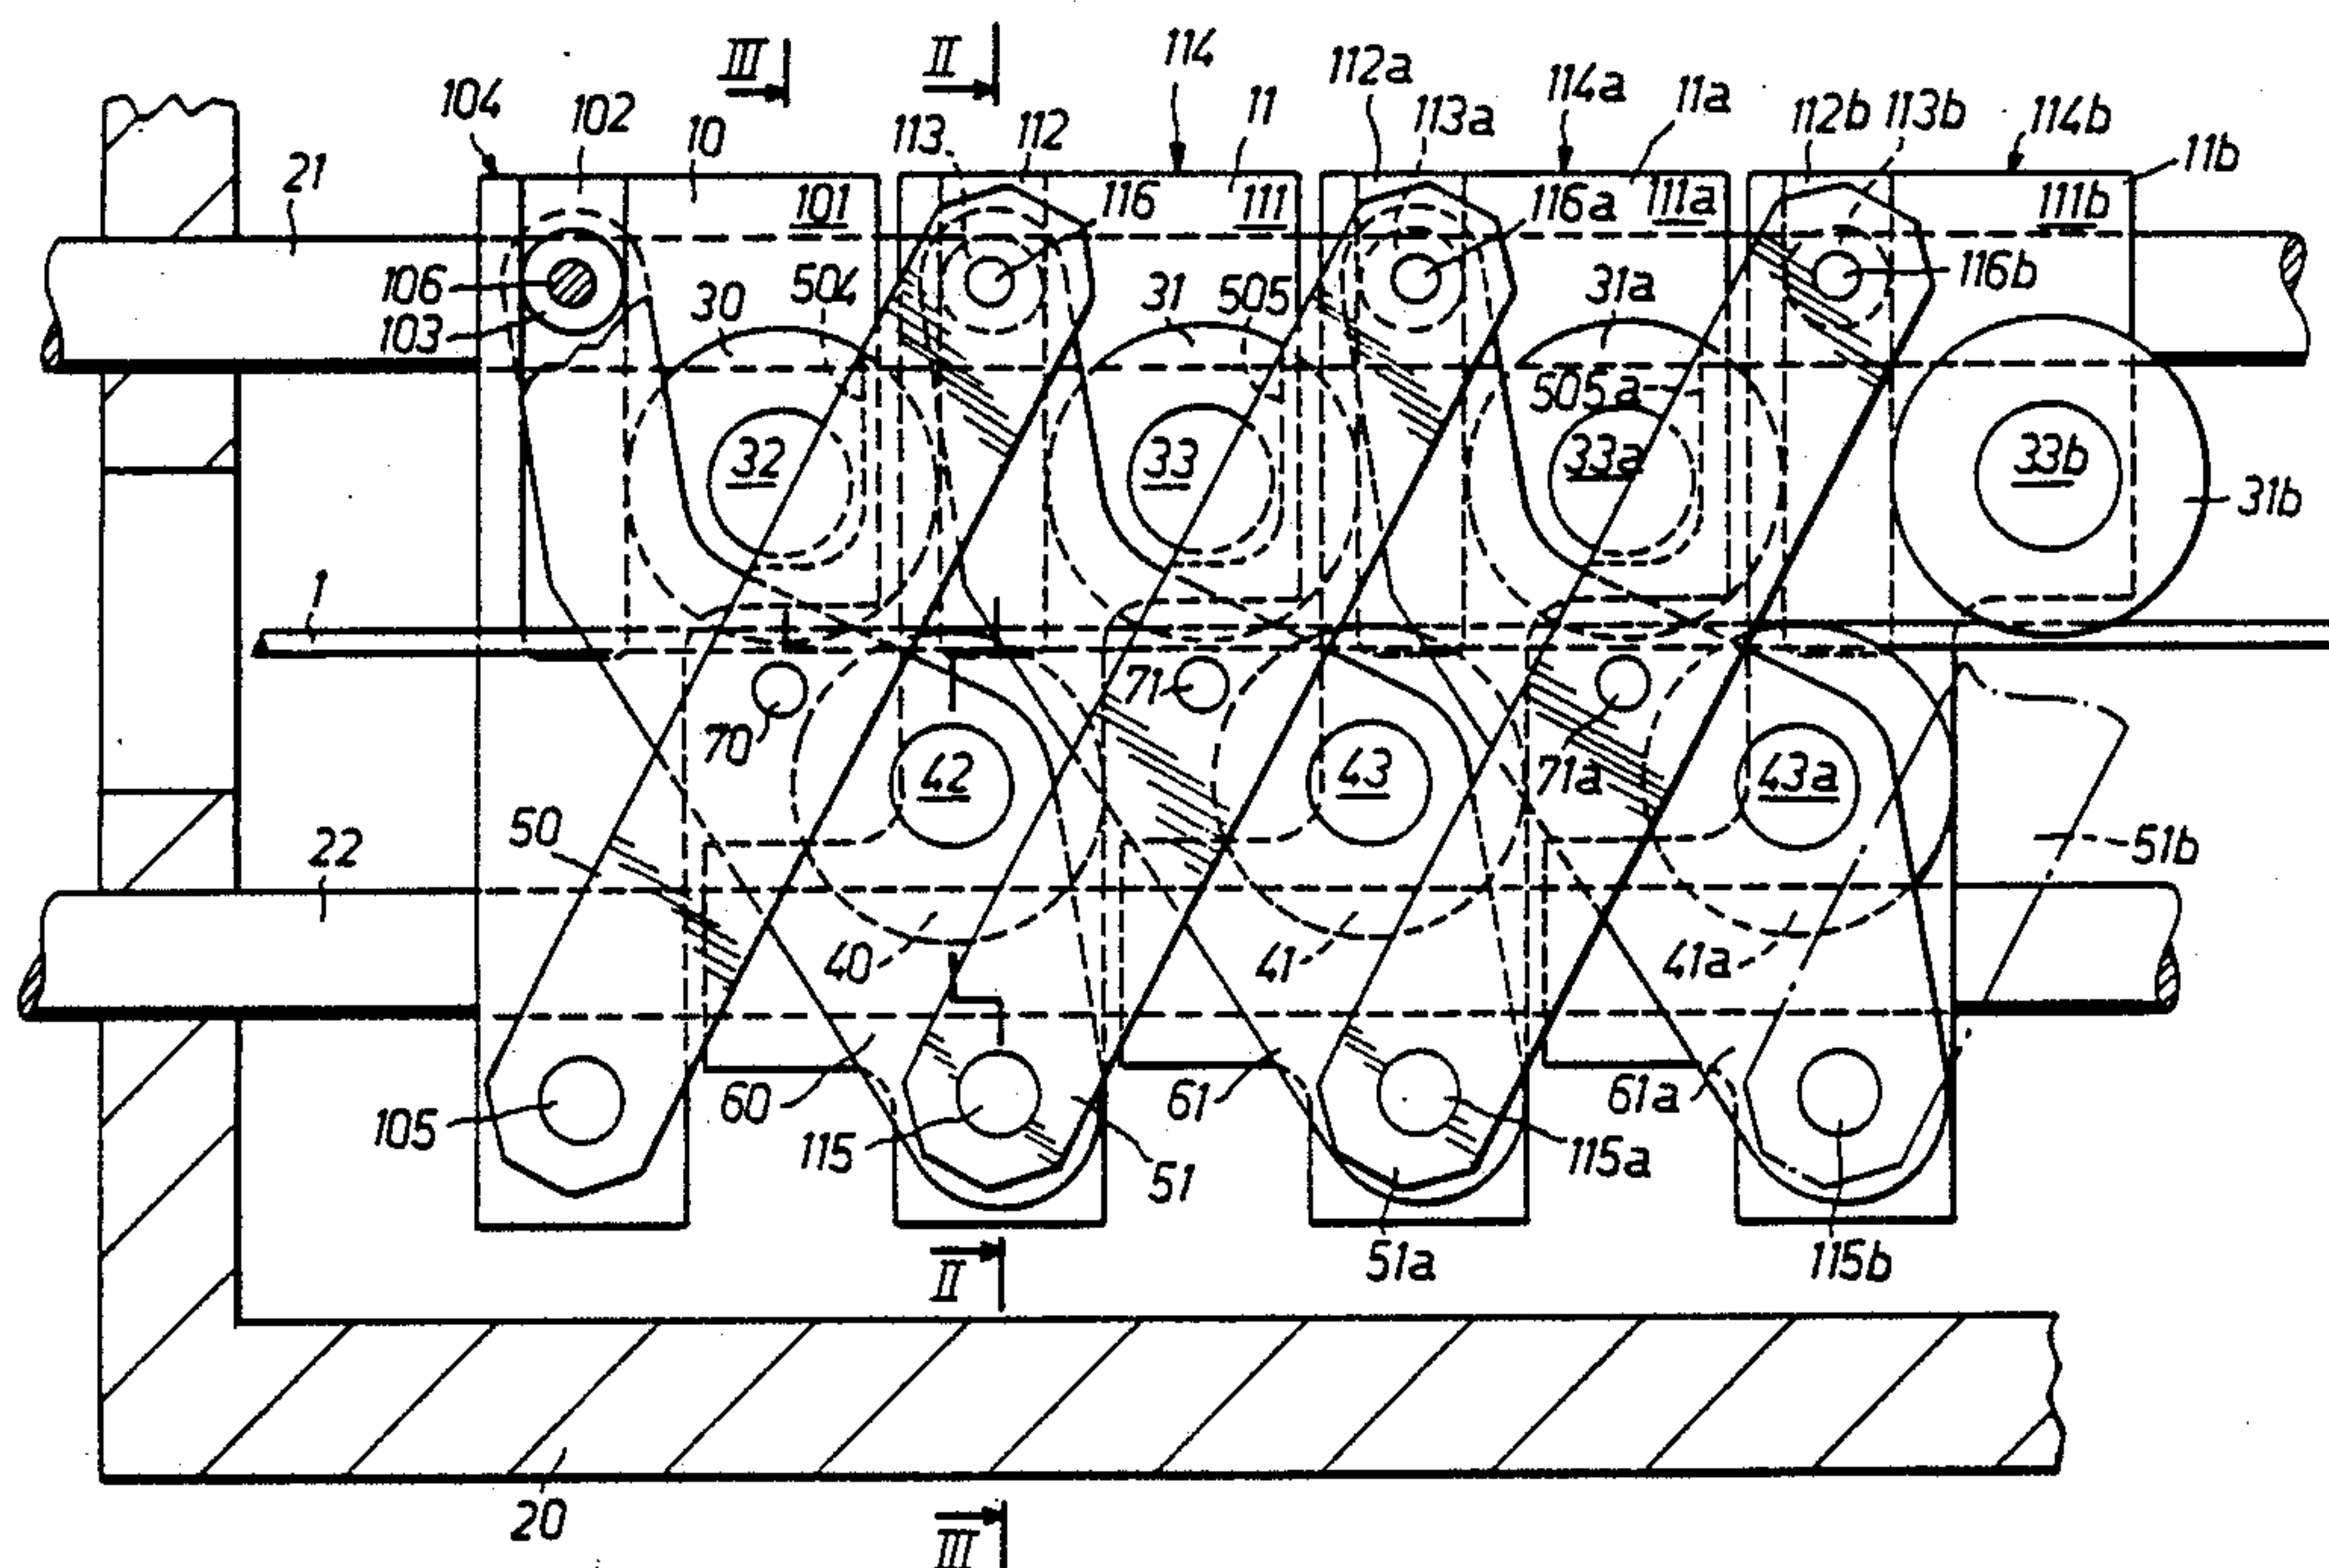 III II 114 112a 114a 11a
104 102 10 113 112 11 113a 112b 113b 114b 11b
21 101 116 111 116a 111a 111b
106 30 504 31 505 31a 116b
103
505a
32 33 33a 33b 31b
1
70 71 71a
50 42 43 43a 51b
22
40 41 41a
105 60 115 51 61 115a 61a
51a 115b
II
20
III